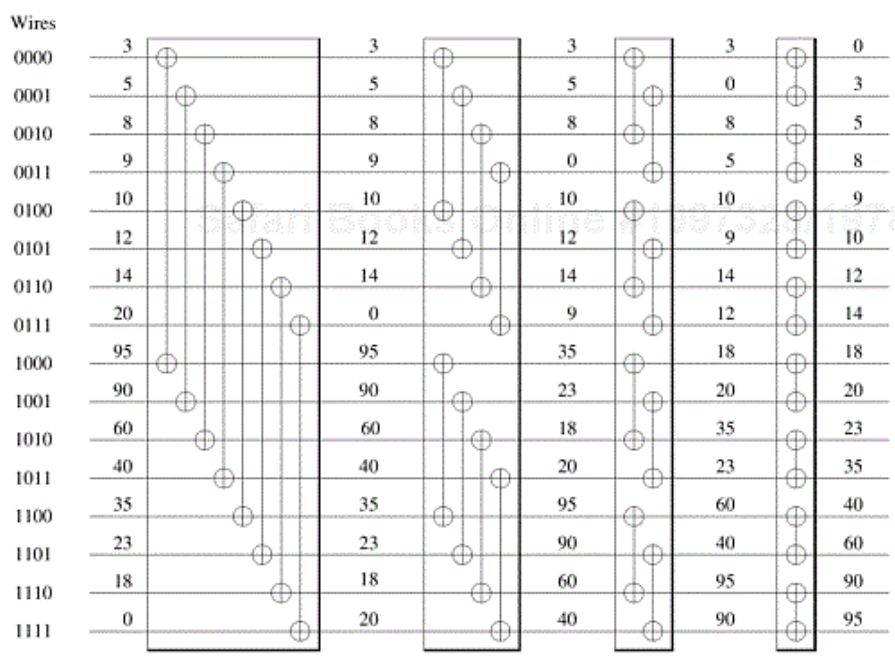 Wires
0000 3 3 3 3 0
0001 5 5 5 0 3
0010 8 8 8 8 5
0011 9 9 0 5 8
0100 10 10 10 10 9
Safari Books Online #
0101 12 12 12 9 10
0110 14 14 14 14 12
0111 20 0 9 12 14
1000 95 95 35 18 18
1001 90 90 23 20 20
1010 60 60 18 35 23
1011 40 40 20 23 35
1100 35 35 95 60 40
1101 23 23 90 40 60
1110 18 18 60 95 90
1111 0 20 40 90 95